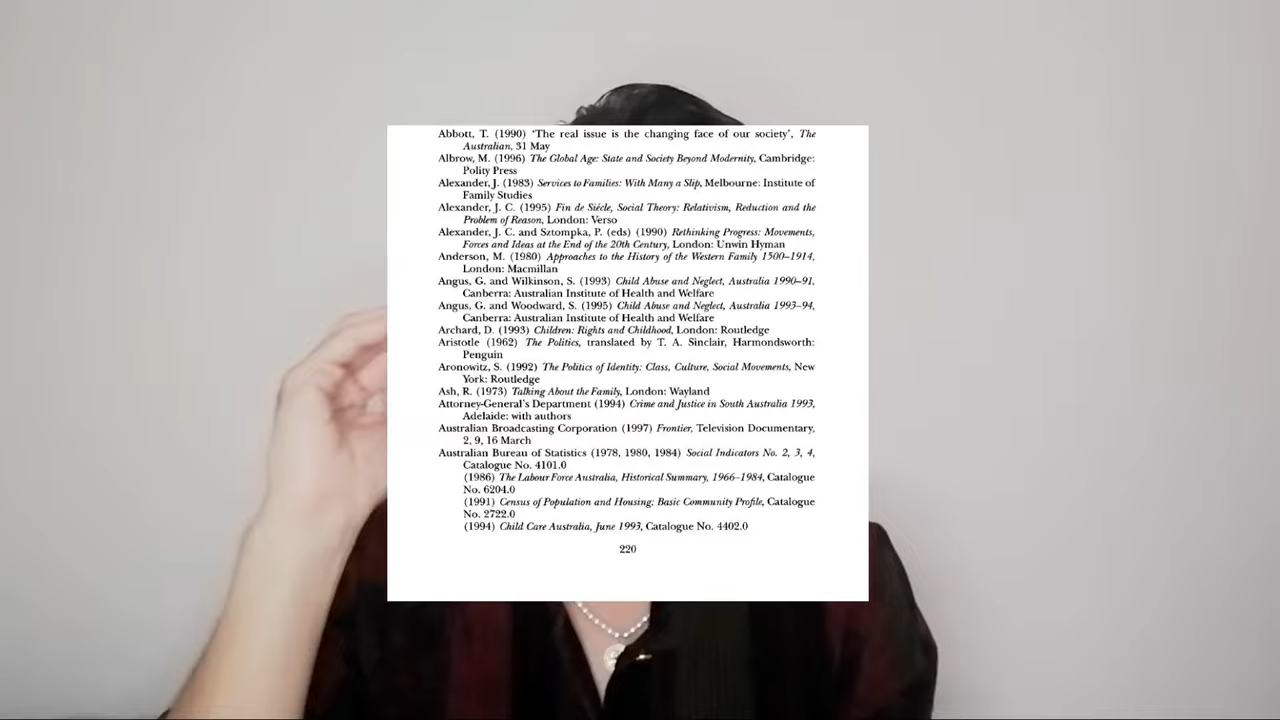 Abbott, T. (1990) 'The real issue is the changing face of our society', The
Australian, 31 May
Albrow, M. (1996) The Global Age: State and Society Beyond Modernity, Cambridge:
Polity Press
Alexander, J. (1983) Services to Families: With Many a Slip, Melbourne: Institute of
Family Studies
Alexander, J. C. (1995) Fin de Siécle, Social Theory: Relativism, Reduction and the
Problem of Reason, London: Verso
Alexander, J. C. and Sztompka, P. (eds) (1990) Rethinking Progress: Movements,
Forces and Ideas at the End of the 20th Century, London: Unwin Hyman
Anderson, M. (1980) Approaches to the History of the Western Family 1500–1914,
London: Macmillan
Angus, G. and Wilkinson, S. (1993) Child Abuse and Neglect, Australia 1990–91,
Canberra: Australian Institute of Health and Welfare
Angus, G. and Woodward, S. (1995) Child Abuse and Neglect, Australia 1993–94,
Canberra: Australian Institute of Health and Welfare
Archard, D. (1993) Children: Rights and Childhood, London: Routledge
Aristotle (1962) The Politics, translated by T. A. Sinclair, Harmondsworth:
Penguin
Aronowitz, S. (1992) The Politics of Identity: Class, Culture, Social Movements, New
York: Routledge
Ash, R. (1973) Talking About the Family, London: Wayland
Attorney-General's Department (1994) Crime and Justice in South Australia 1993,
Adelaide: with authors
Australian Broadcasting Corporation (1997) Frontier, Television Documentary,
2, 9, 16 March
Australian Bureau of Statistics (1978, 1980, 1984) Social Indicators No. 2, 3, 4,
Catalogue No. 4101.0
(1986) The Labour Force Australia, Historical Summary, 1966–1984, Catalogue
No. 6204.0
(1991) Census of Population and Housing: Basic Community Profile, Catalogue
No. 2722.0
(1994) Child Care Australia, June 1993, Catalogue No. 4402.0
220